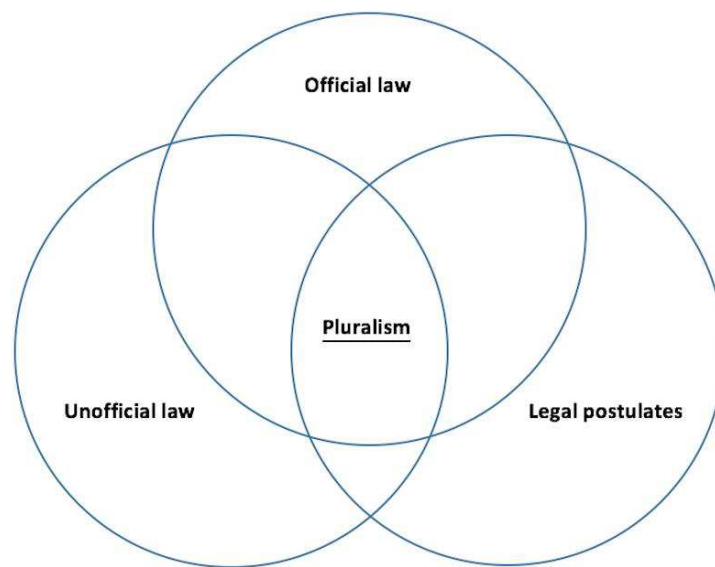 Official law
Pluralism
Unofficial law
Legal postulates